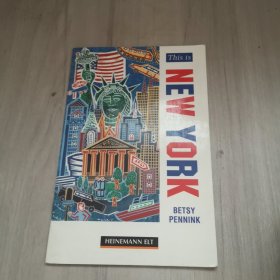 This is
NEW YORK
BETSY
PENNINK
HEINEMANN ELT